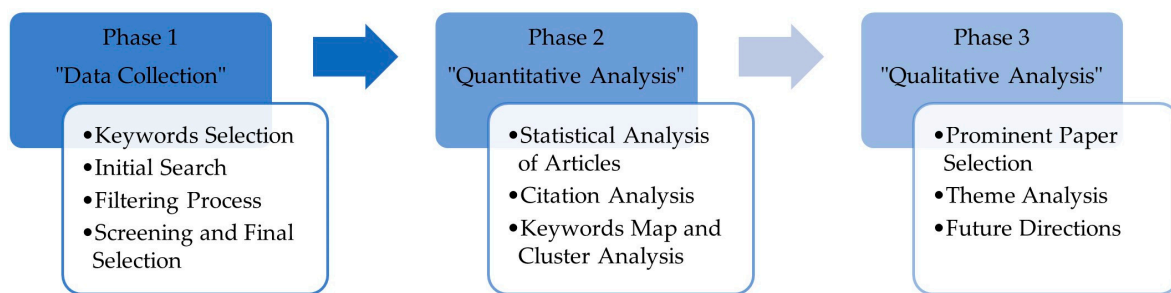 Phase 1
"Data Collection"
•Keywords Selection
•Initial Search
•Filtering Process
•Screening and Final
Selection
Phase 2
"Quantitative Analysis"
•Statistical Analysis
of Articles
•Citation Analysis
•Keywords Map and
Cluster Analysis
Phase 3
"Qualitative Analysis"
•Prominent Paper
Selection
•Theme Analysis
•Future Directions